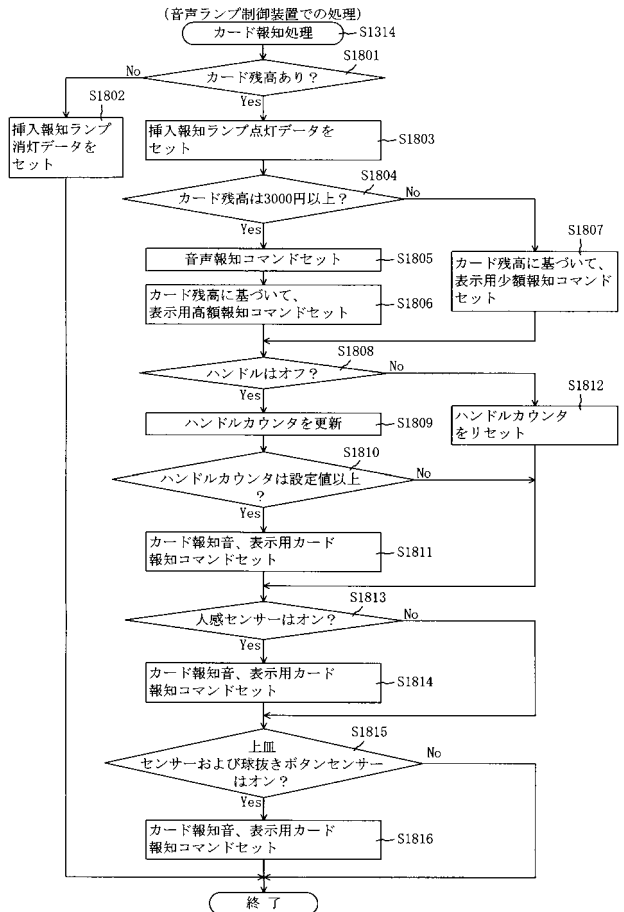 (音声ランプ制御装置での処理)
カード報知処理
S1314
S1801
カード残高あり？
No
Yes
S1802
挿入報知ランプ
消灯データを
セット
挿入報知ランプ点灯データを
セット
S1803
S1804
カード残高は3000円以上？
No
Yes
音声報知コマンドセット
S1805
カード残高に基づいて、
表示用高額報知コマンドセット
S1806
S1807
カード残高に基づいて、
表示用少額報知コマンド
セット
S1808
ハンドルはオフ？
No
Yes
ハンドルカウンタを更新
S1809
S1812
ハンドルカウンタ
をリセット
S1810
ハンドルカウンタは設定値以上
？
No
Yes
カード報知音、表示用カード
報知コマンドセット
S1811
S1813
人感センサーはオン？
No
Yes
カード報知音、表示用カード
報知コマンドセット
S1814
S1815
上皿
センサーおよび球抜きボタンセンサー
はオン？
No
Yes
カード報知音、表示用カード
報知コマンドセット
S1816
終了